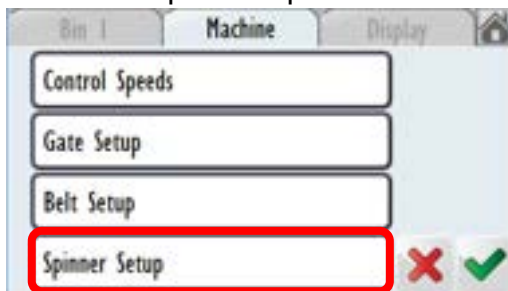 Bin 1 Machine Display
Control Speeds
Gate Setup
Belt Setup
Spinner Setup